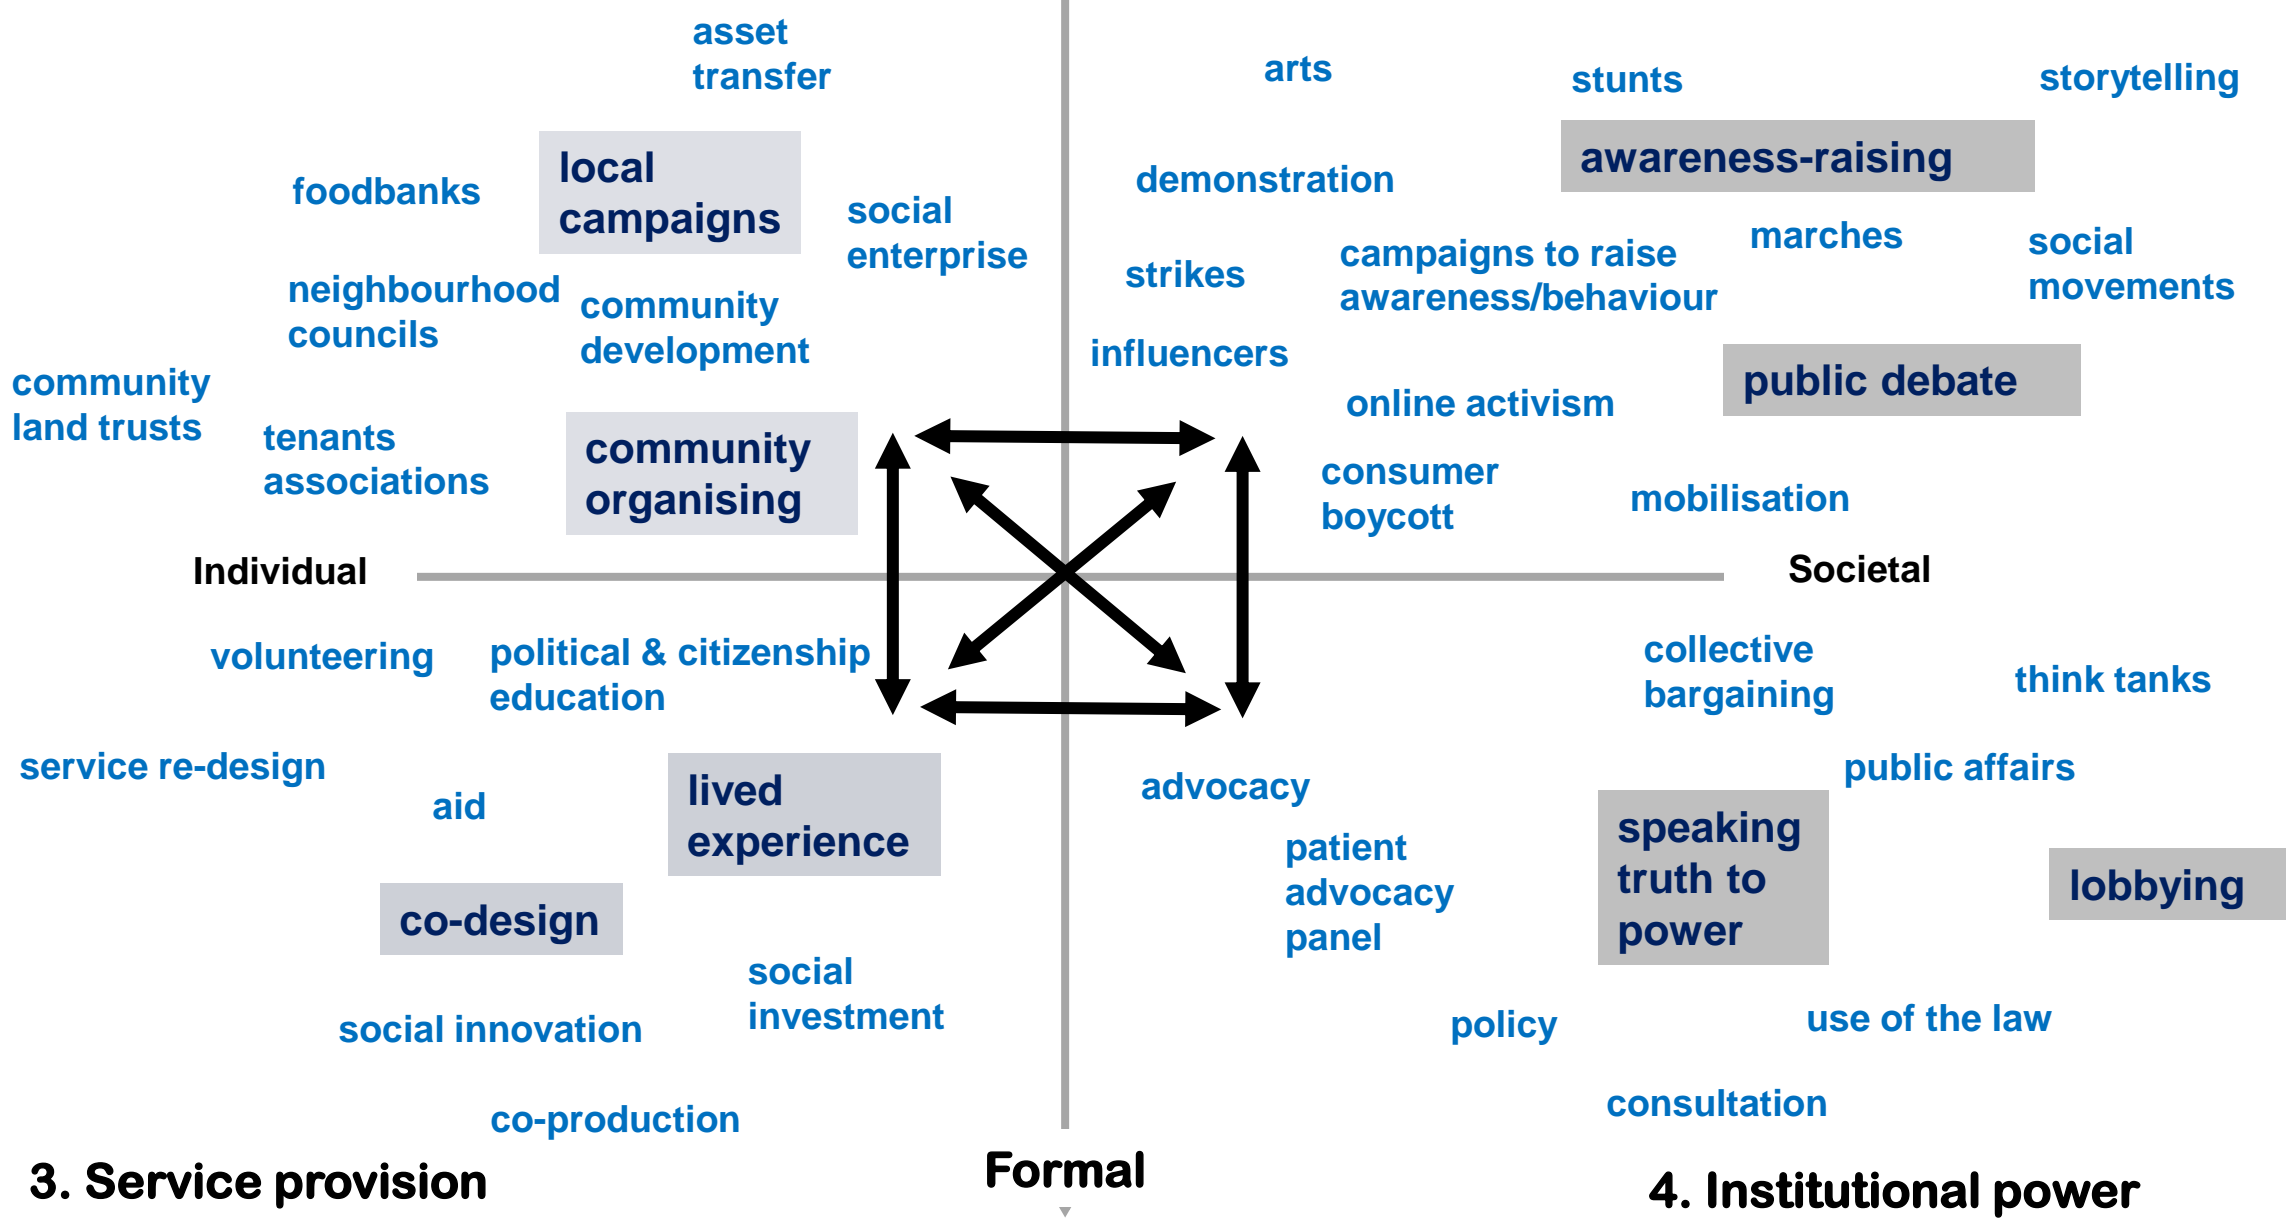 asset
transfer
local
campaigns
foodbanks
social
enterprise
neighbourhood
councils
community
development
community
land trusts
tenants
associations
community
organising
arts
stunts
storytelling
awareness-raising
demonstration
marches
social
movements
campaigns to raise
awareness/behaviour
strikes
influencers
public debate
online activism
consumer
boycott
mobilisation
Individual
Societal
volunteering
political & citizenship
education
service re-design
aid
lived
experience
co-design
social
investment
social innovation
co-production
3. Service provision
Formal
collective
bargaining
think tanks
public affairs
advocacy
patient
advocacy
panel
speaking
truth to
power
lobbying
policy
use of the law
consultation
4. Institutional power